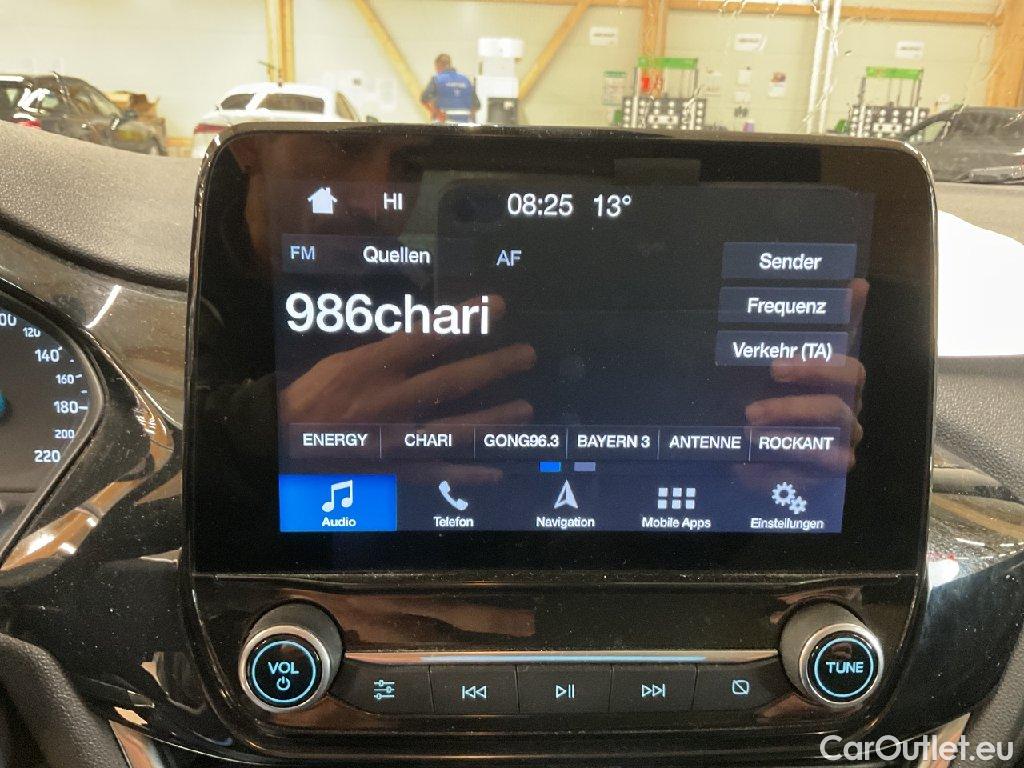 HI 08:25 13°
FM Quellen AF
Sender
986chari
Frequenz
Verkehr (TA)
ENERGY CHARI GONG96.3 BAYERN 3 ANTENNE ROCKANT
Audio Telefon Navigation Mobile Apps Einstellungen
120
140
160
180
200
220
VOL
TUNE
CarOutlet.eu